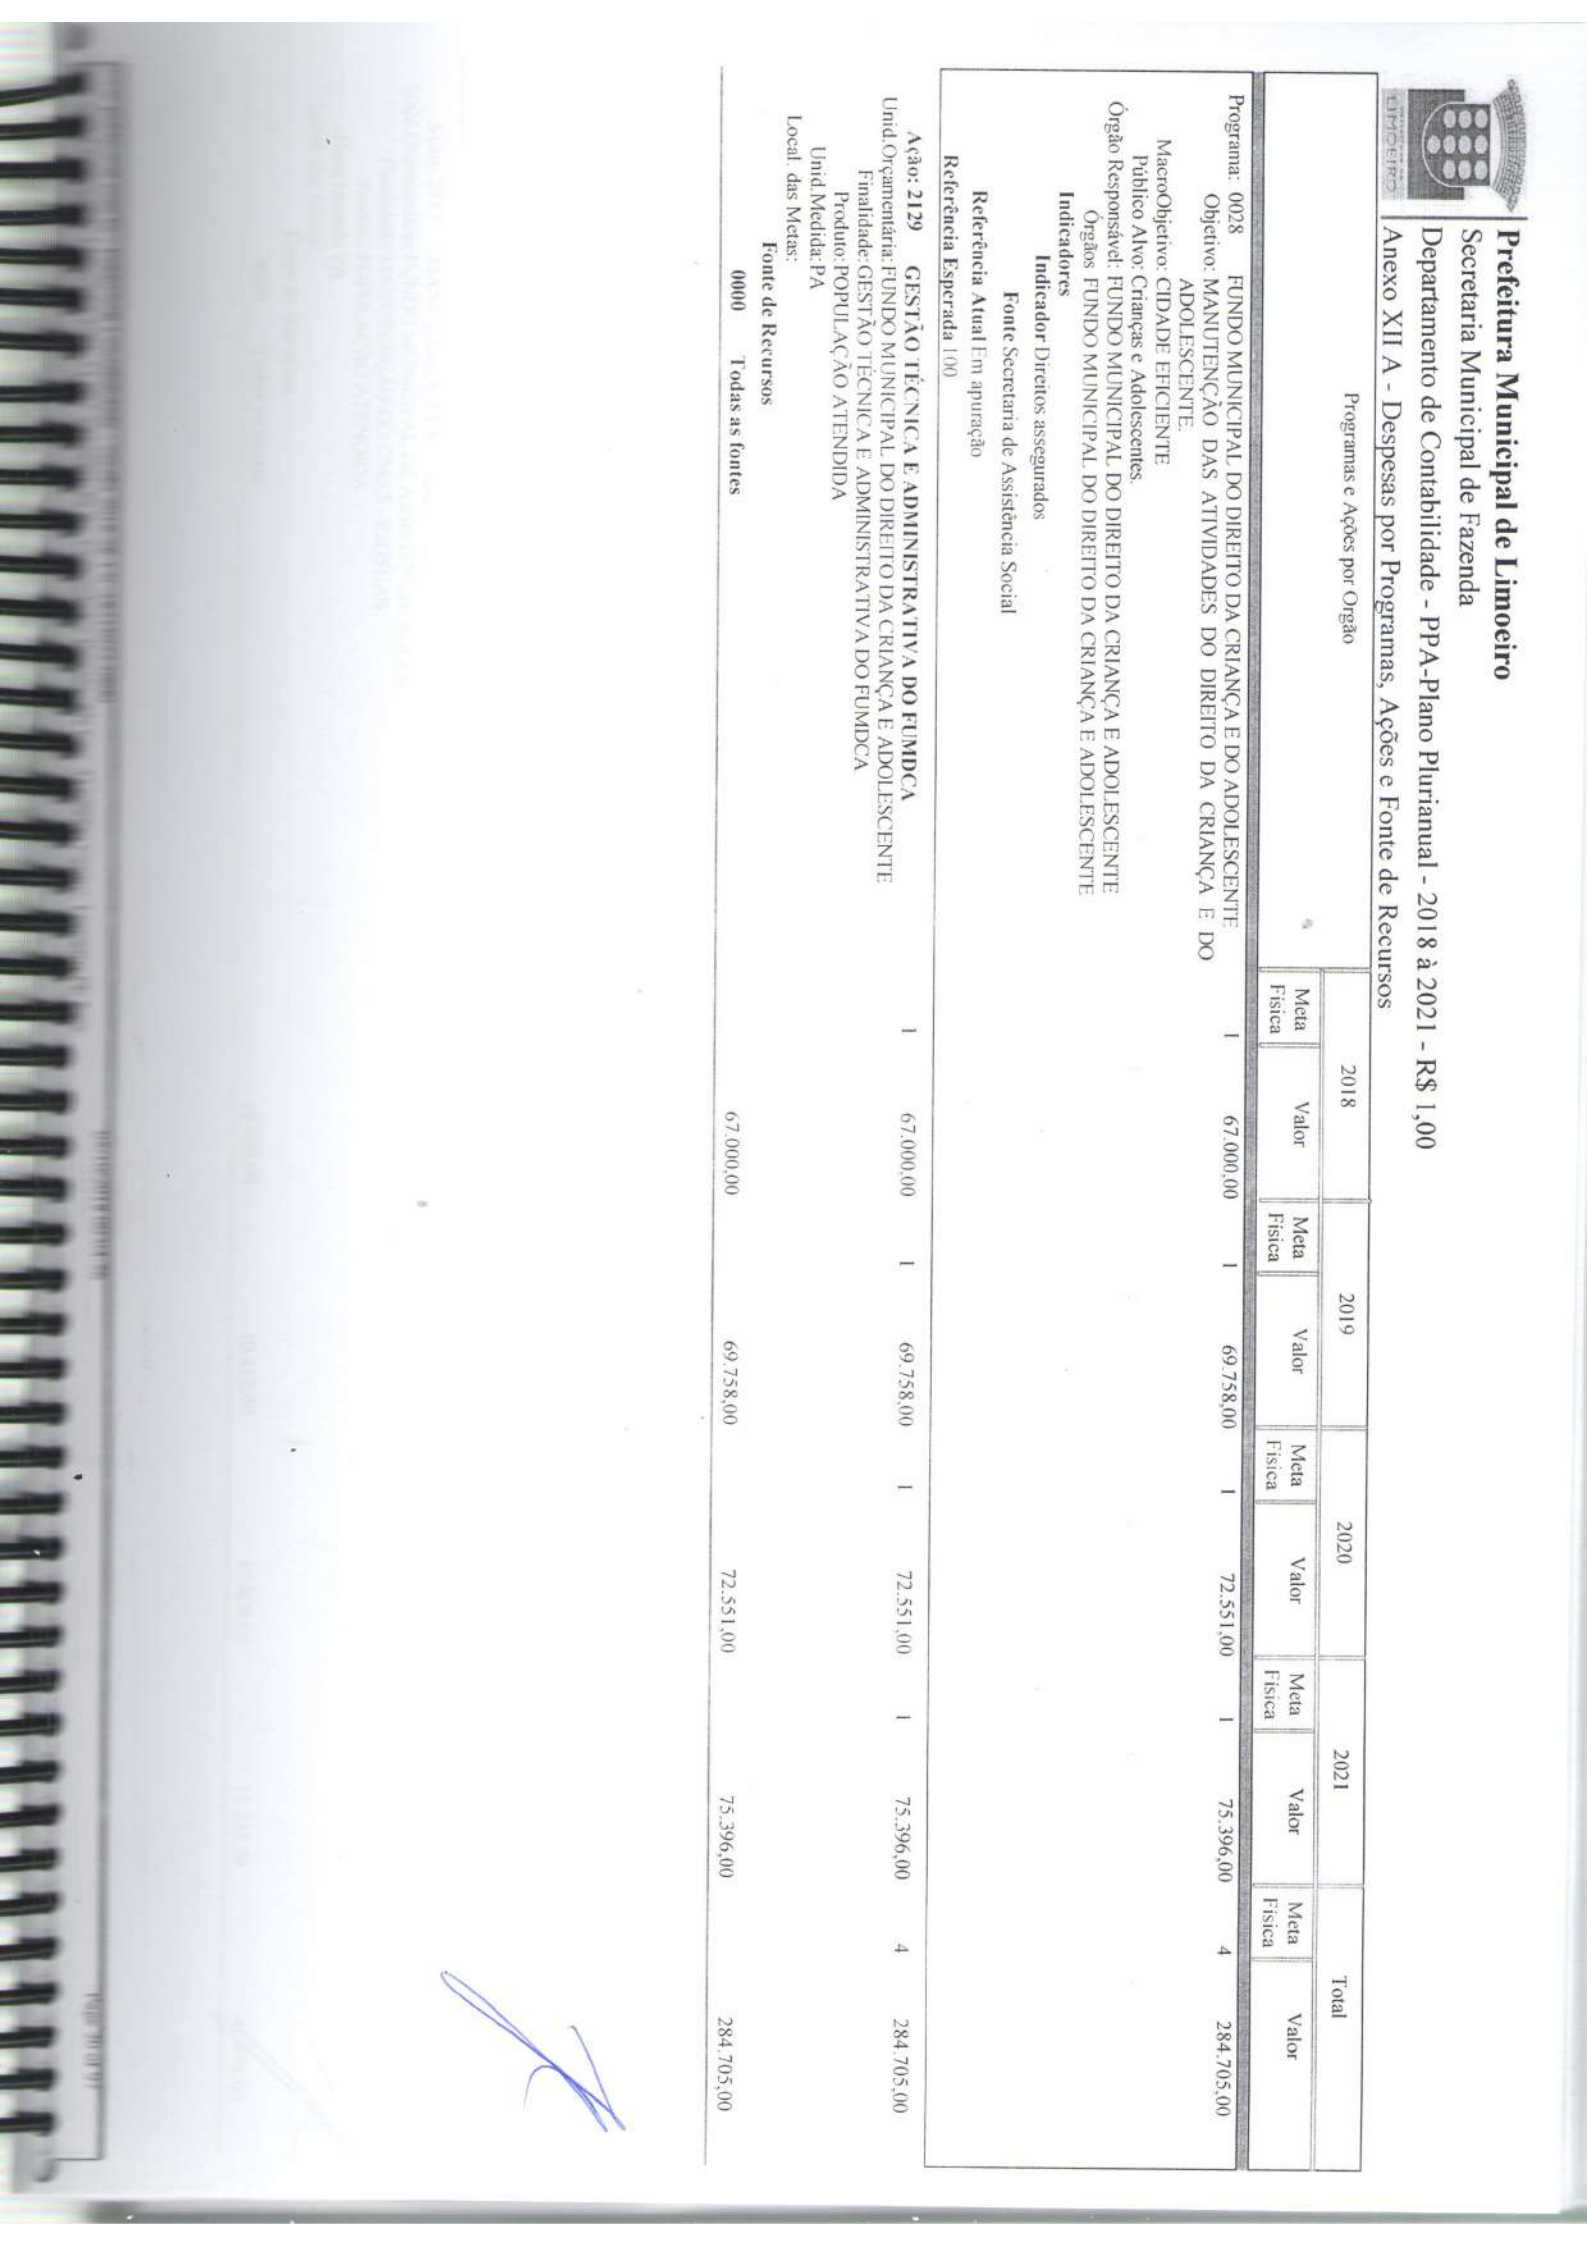 LIMOEIRO
Prefeitura Municipal de Limoeiro
Secretaria Municipal de Fazenda
Departamento de Contabilidade - PPA-Plano Plurianual - 2018 à 2021 - R$ 1,00
Anexo XII A - Despesas por Programas, Ações e Fonte de Recursos
Programas e Ações por Orgão 2018 2019 2020 2021 Total
Meta Fisica Valor Meta Fisica Valor Meta Fisica Valor Meta Fisica Valor Meta Fisica Valor
Programa: 0028 FUNDO MUNICIPAL DO DIREITO DA CRIANÇA E DO ADOLESCENTE 1 67.000,00 1 69.758,00 1 72.551,00 1 75.396,00 4 284.705,00
Objetivo: MANUTENÇÃO DAS ATIVIDADES DO DIREITO DA CRIANÇA E DO
ADOLESCENTE.
MacroObjetivo: CIDADE EFICIENTE
Público Alvo: Crianças e Adolescentes.
Órgão Responsável: FUNDO MUNICIPAL DO DIREITO DA CRIANÇA E ADOLESCENTE
Órgãos FUNDO MUNICIPAL DO DIREITO DA CRIANÇA E ADOLESCENTE
Indicadores
Indicador Direitos assegurados
Fonte Secretaria de Assistência Social
Referência Atual Em apuração
Referência Esperada 100
Ação: 2129 GESTÃO TÉCNICA E ADMINISTRATIVA DO FUMDCA 1 67.000,00 1 69.758,00 1 72.551,00 1 75.396,00 4 284.705,00
Unid.Orçamentária: FUNDO MUNICIPAL DO DIREITO DA CRIANÇA E ADOLESCENTE
Finalidade: GESTÃO TÉCNICA E ADMINISTRATIVA DO FUMDCA
Produto: POPULAÇÃO ATENDIDA
Unid.Medida: PA
Local. das Metas:
Fonte de Recursos
0000 Todas as fontes 67.000,00 69.758,00 72.551,00 75.396,00 284.705,00